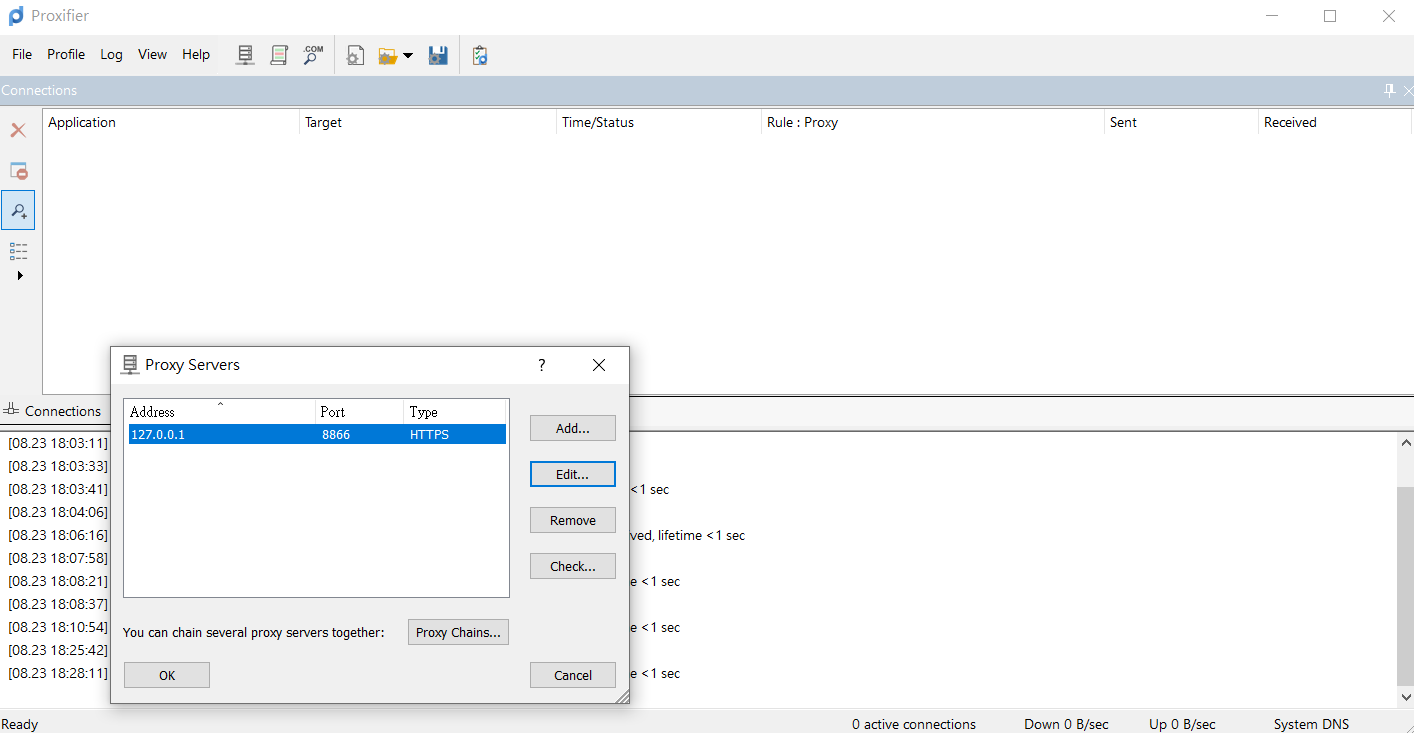 Proxifier
File Profile Log View Help .COM
Connections
Application Target Time/Status Rule : Proxy Sent Received
Proxy Servers ?
Address Port Type
127.0.0.1 8866 HTTPS
Add...
Edit...
Remove
Check...
You can chain several proxy servers together: Proxy Chains...
OK Cancel
Connections
[08.23 18:03:11]
[08.23 18:03:33]
[08.23 18:03:41] <1 sec
[08.23 18:04:06]
[08.23 18:06:16] ved, lifetime <1 sec
[08.23 18:07:58]
[08.23 18:08:21] e <1 sec
[08.23 18:08:37]
[08.23 18:10:54] e <1 sec
[08.23 18:25:42]
[08.23 18:28:11] e <1 sec
Ready 0 active connections Down 0 B/sec Up 0 B/sec System DNS